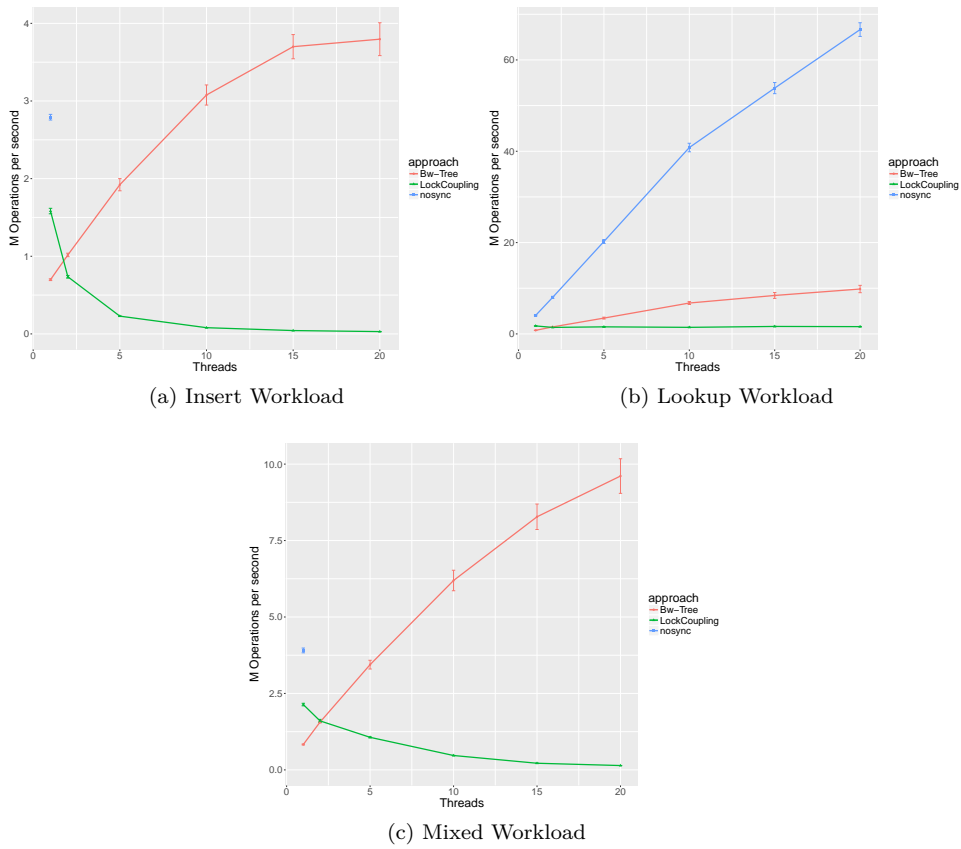 M Operations per second
4
3
2
1
0
0 5 10 15 20
Threads
approach
Bw-Tree
LockCoupling
nosync
(a) Insert Workload
M Operations per second
60
40
20
0
0 5 10 15 20
Threads
approach
Bw-Tree
LockCoupling
nosync
(b) Lookup Workload
M Operations per second
10.0
7.5
5.0
2.5
0.0
0 5 10 15 20
Threads
approach
Bw-Tree
LockCoupling
nosync
(c) Mixed Workload